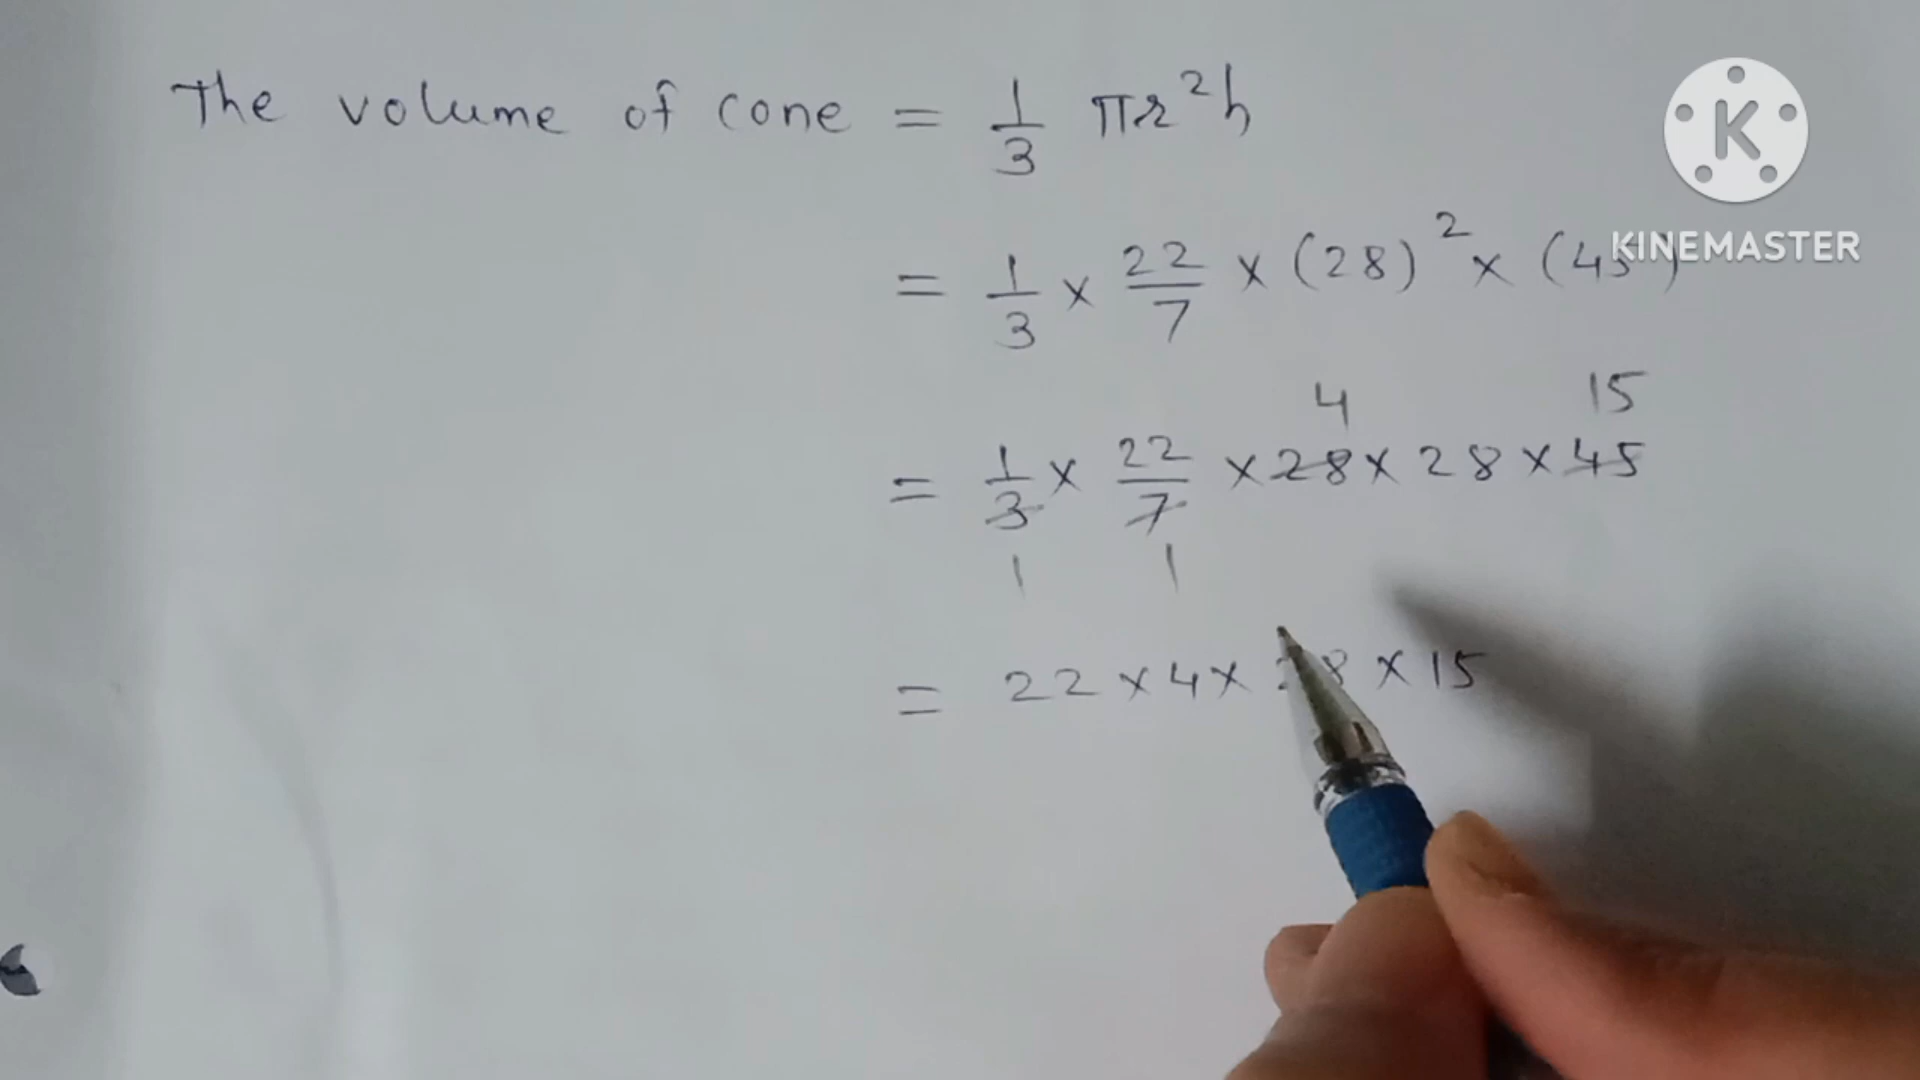 The volume of cone = 1/3 πr²h
= 1/3 × 22/7 × (28)² × (45)
K
KINEMASTER
4 15
= 1/3 × 22/7 × 28 × 28 × 45
1 1
= 22 × 4 × 28 × 15